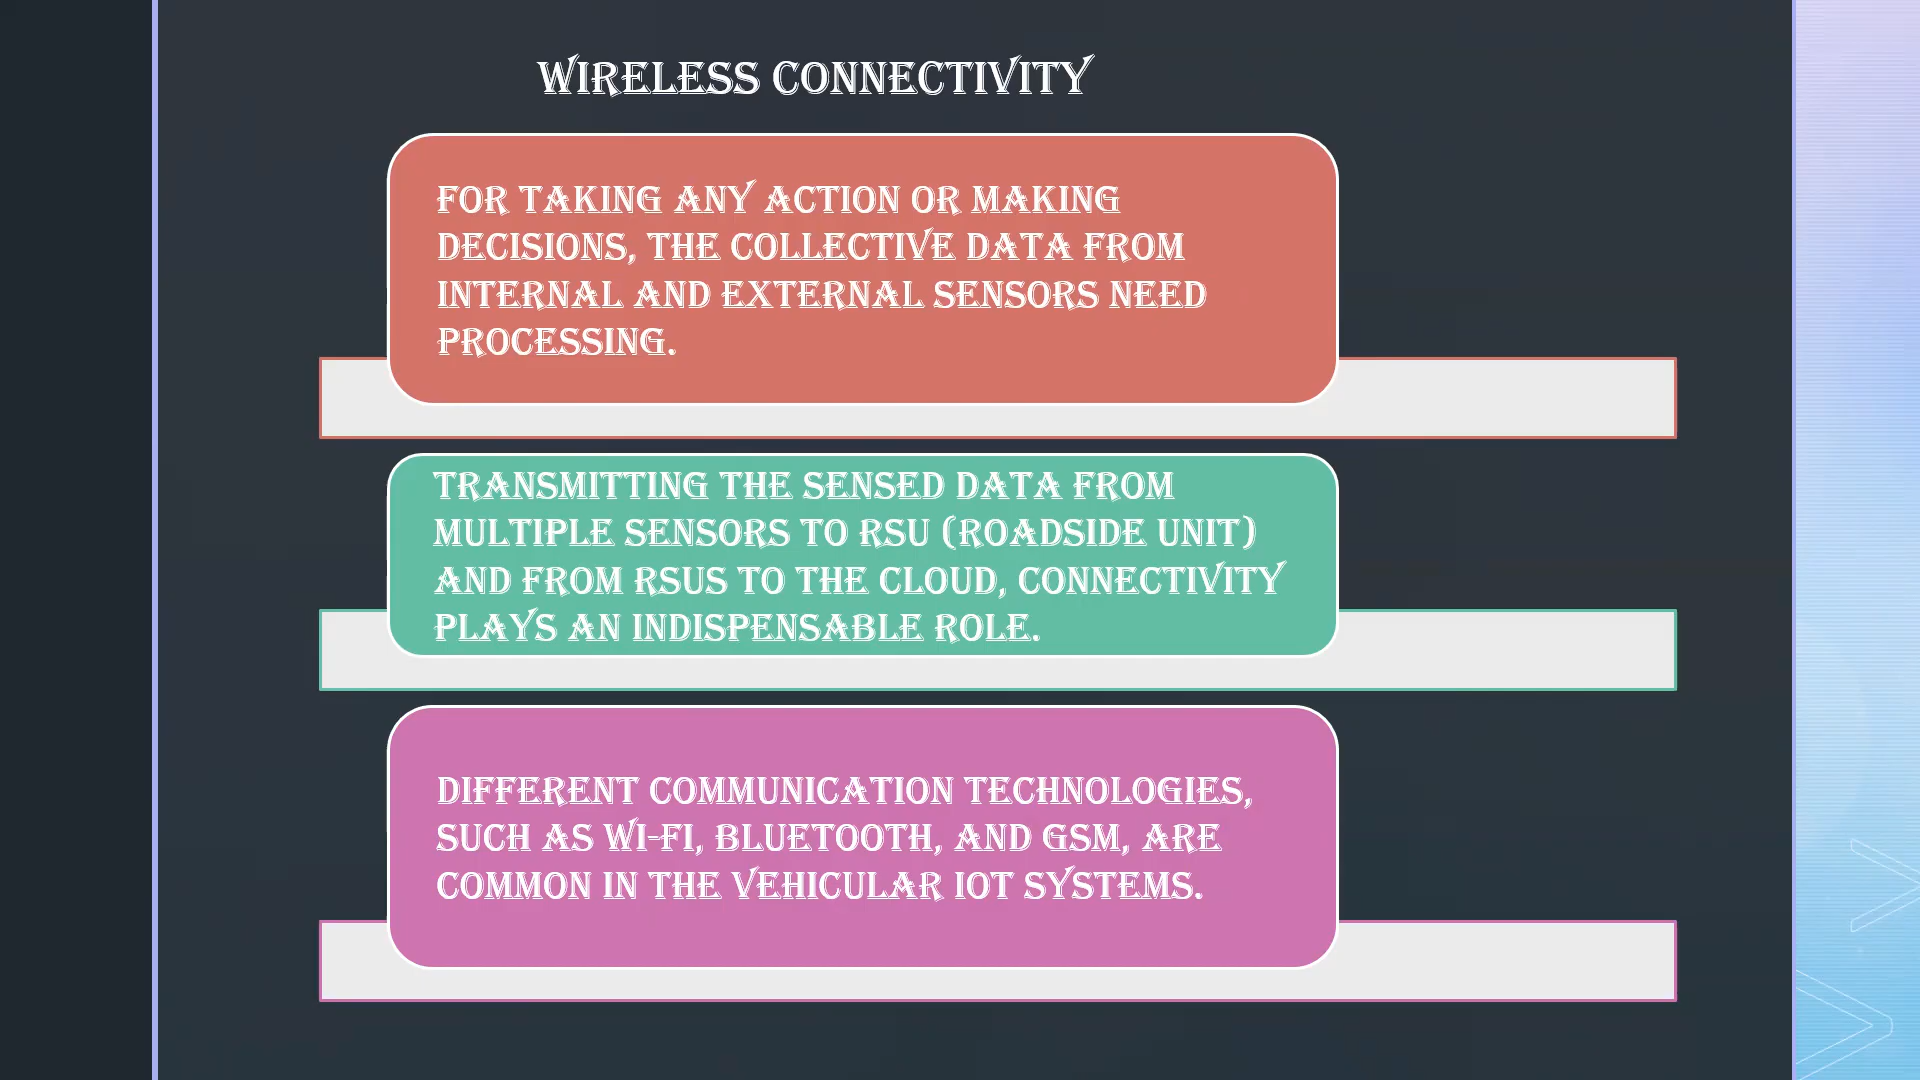 WIRELESS CONNECTIVITY
FOR TAKING ANY ACTION OR MAKING
DECISIONS, THE COLLECTIVE DATA FROM
INTERNAL AND EXTERNAL SENSORS NEED
PROCESSING.
TRANSMITTING THE SENSED DATA FROM
MULTIPLE SENSORS TO RSU (ROADSIDE UNIT)
AND FROM RSUS TO THE CLOUD, CONNECTIVITY
PLAYS AN INDISPENSABLE ROLE.
DIFFERENT COMMUNICATION TECHNOLOGIES,
SUCH AS WI-FI, BLUETOOTH, AND GSM, ARE
COMMON IN THE VEHICULAR IOT SYSTEMS.